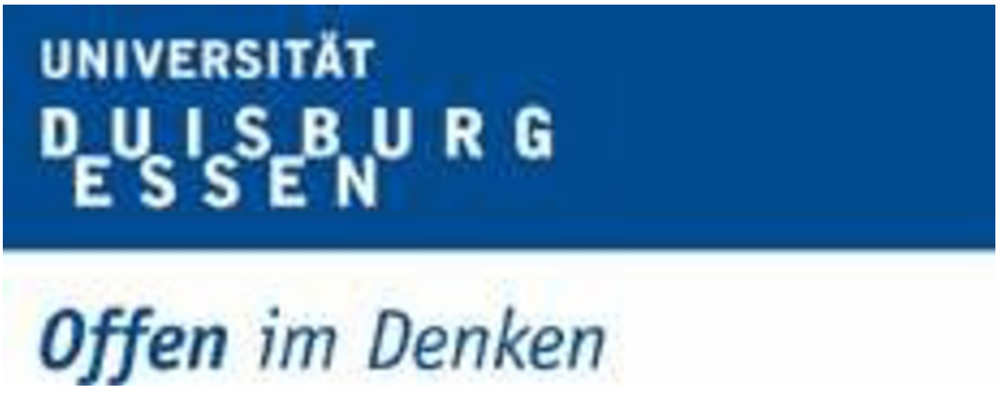 UNIVERSITÄT
DUISBURG
ESSEN
Offen im Denken